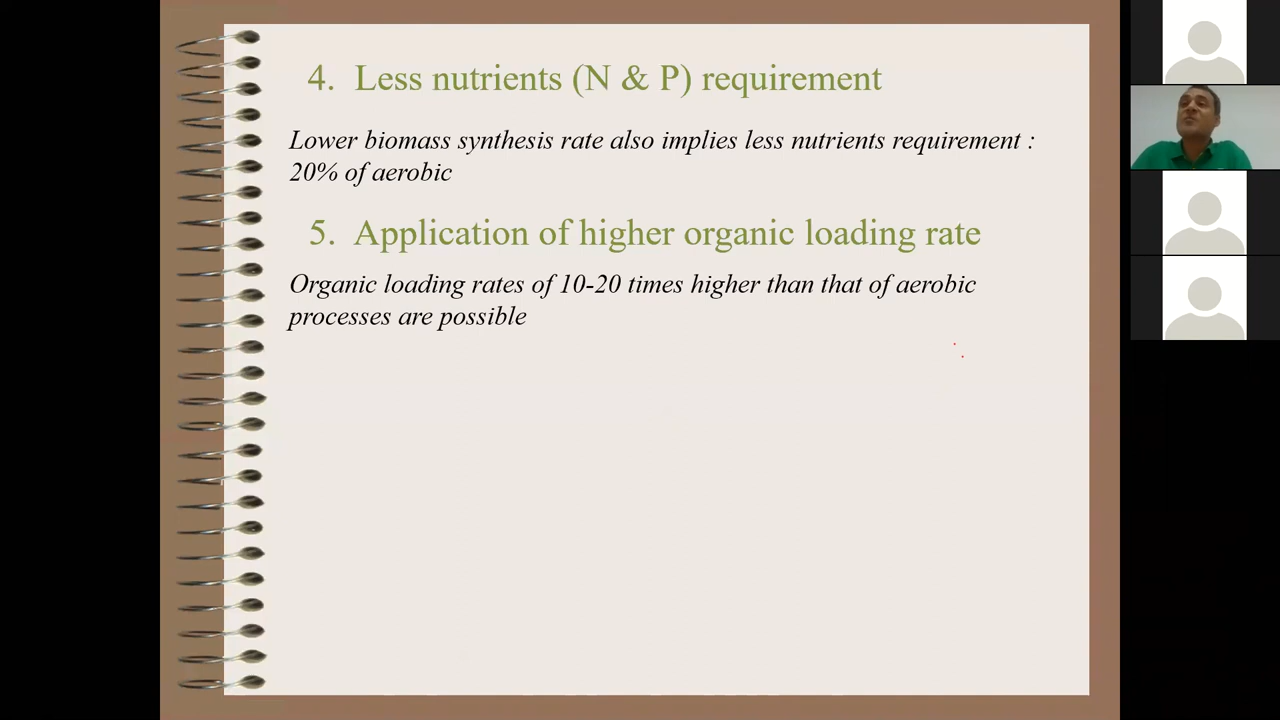 4. Less nutrients (N & P) requirement
Lower biomass synthesis rate also implies less nutrients requirement :
20% of aerobic
5. Application of higher organic loading rate
Organic loading rates of 10-20 times higher than that of aerobic
processes are possible